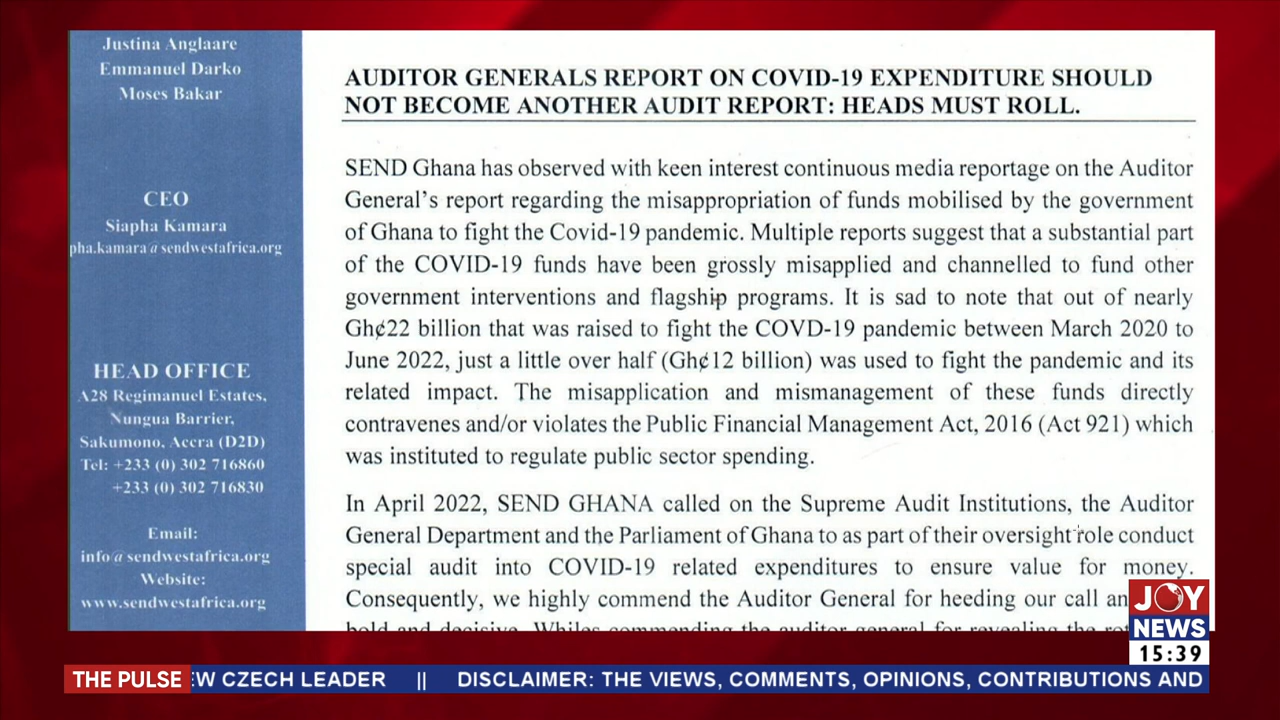 Justina Anglaare
Emmanuel Darko
Moses Bakar
CEO
Siapha Kamara
pha.kamara@sendwestafrica.org
HEAD OFFICE
A28 Regimanuel Estates,
Nungua Barrier,
Sakumono, Accra (D2D)
Tel: +233 (0) 302 716860
+233 (0) 302 716830
Email:
info@sendwestafrica.org
Website:
www.sendwestafrica.org
AUDITOR GENERALS REPORT ON COVID-19 EXPENDITURE SHOULD
NOT BECOME ANOTHER AUDIT REPORT: HEADS MUST ROLL.
SEND Ghana has observed with keen interest continuous media reportage on the Auditor
General's report regarding the misappropriation of funds mobilised by the government
of Ghana to fight the Covid-19 pandemic. Multiple reports suggest that a substantial part
of the COVID-19 funds have been grossly misapplied and channelled to fund other
government interventions and flagship programs. It is sad to note that out of nearly
Gh¢22 billion that was raised to fight the COVD-19 pandemic between March 2020 to
June 2022, just a little over half (Gh¢12 billion) was used to fight the pandemic and its
related impact. The misapplication and mismanagement of these funds directly
contravenes and/or violates the Public Financial Management Act, 2016 (Act 921) which
was instituted to regulate public sector spending.
In April 2022, SEND GHANA called on the Supreme Audit Institutions, the Auditor
General Department and the Parliament of Ghana to as part of their oversight role conduct
special audit into COVID-19 related expenditures to ensure value for money.
Consequently, we highly commend the Auditor General for heeding our call an
bold and decisive. Whiles commending the auditor general for revealing the
JOY
NEWS
15:39
THE PULSE
EW CZECH LEADER || DISCLAIMER: THE VIEWS, COMMENTS, OPINIONS, CONTRIBUTIONS AND